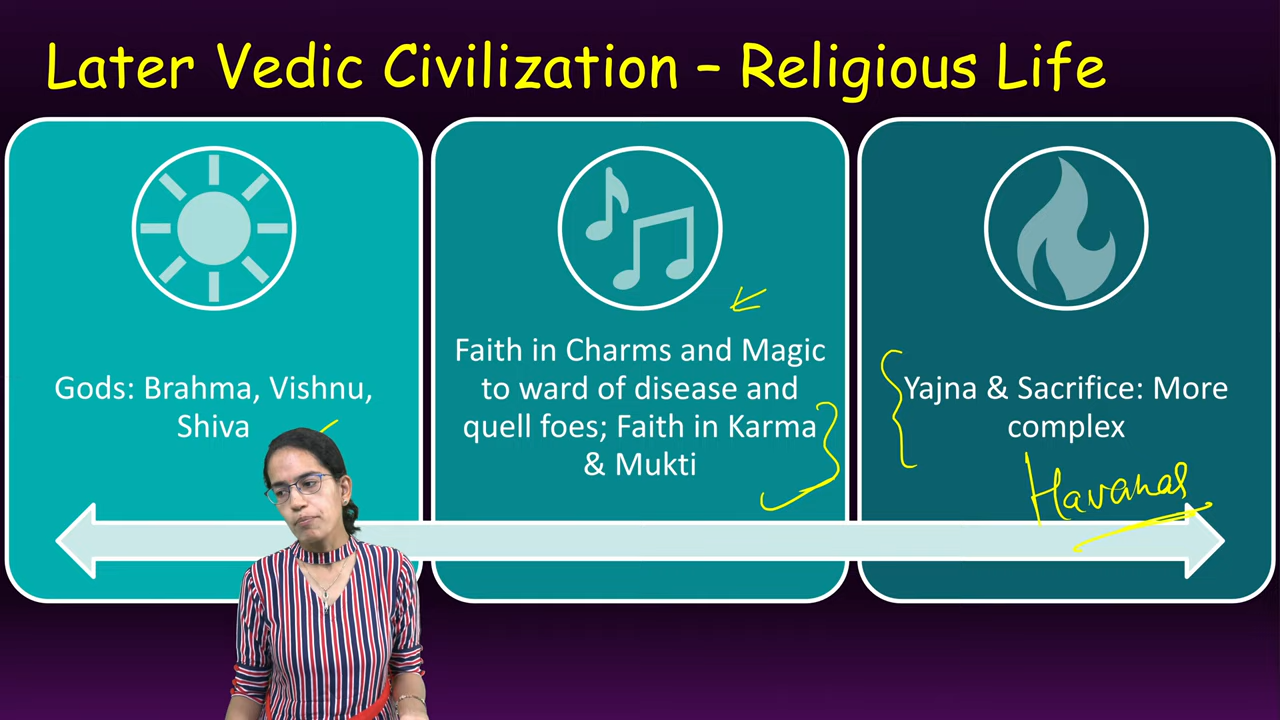 Later Vedic Civilization – Religious Life
Gods: Brahma, Vishnu,
Shiva
Faith in Charms and Magic
to ward of disease and
quell foes; Faith in Karma
& Mukti
Yajna & Sacrifice: More
complex
Havanas